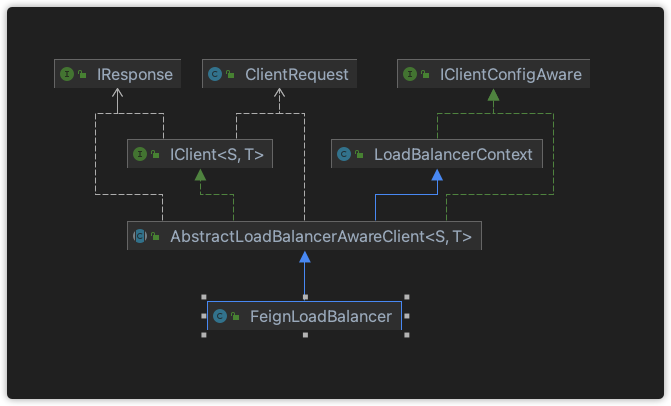 I IResponse
C ClientRequest
I IClientConfigAware
I IClient<S, T>
C LoadBalancerContext
C AbstractLoadBalancerAwareClient<S, T>
C FeignLoadBalancer